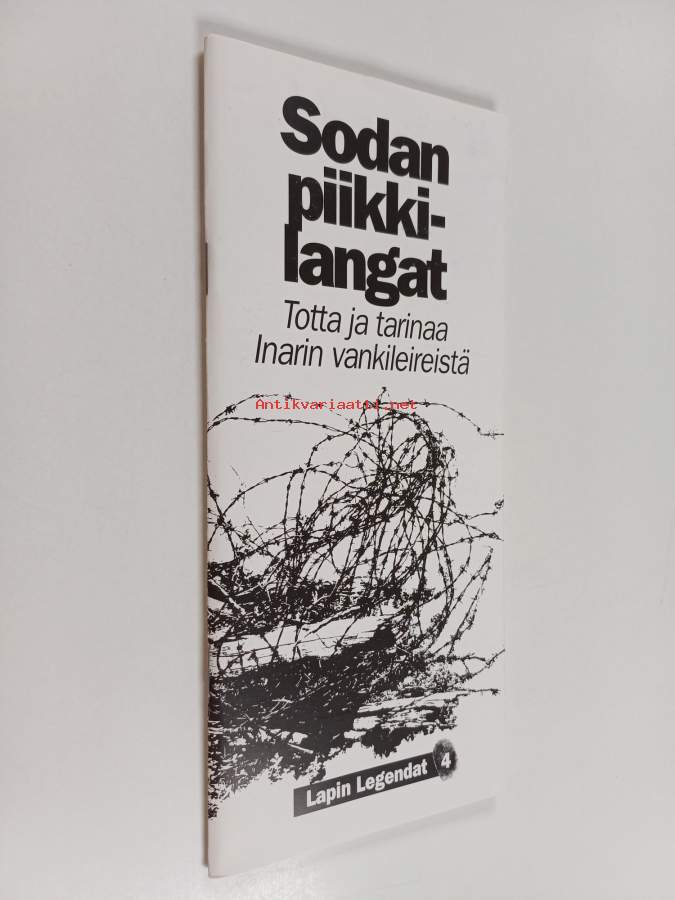 Sodan
piikki-
langat
Totta ja tarinaa
Inarin vankileireistä
Antikvariaatti.net
Lapin Legendat 4